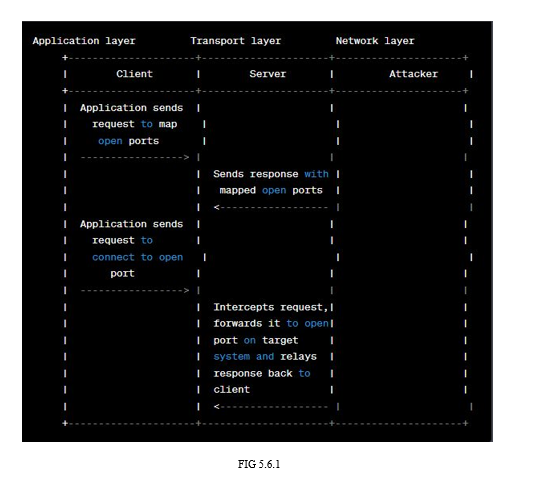 Application layer Transport layer Network layer
+--------------------+--------------------+--------------------+
| Client | Server | Attacker |
+--------------------+--------------------+--------------------+
| Application sends | | |
| request to map | | |
| open ports | | |
| ----------------> | | |
| | Sends response with | |
| | mapped open ports | |
| | <----------------- | |
| Application sends | | |
| request to | | |
| connect to open | | |
| port | | |
| ----------------> | | |
| | Intercepts request,| |
| | forwards it to open| |
| | port on target | |
| | system and relays | |
| | response back to | |
| | client | |
| | <----------------- | |
+--------------------+--------------------+--------------------+
FIG 5.6.1